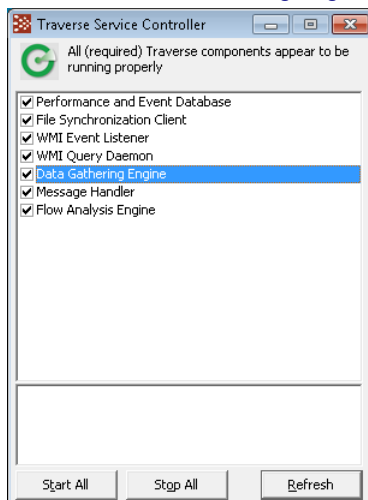 Traverse Service Controller
All (required) Traverse components appear to be
running properly
Performance and Event Database
File Synchronization Client
WMI Event Listener
WMI Query Daemon
Data Gathering Engine
Message Handler
Flow Analysis Engine
Start All
Stop All
Refresh